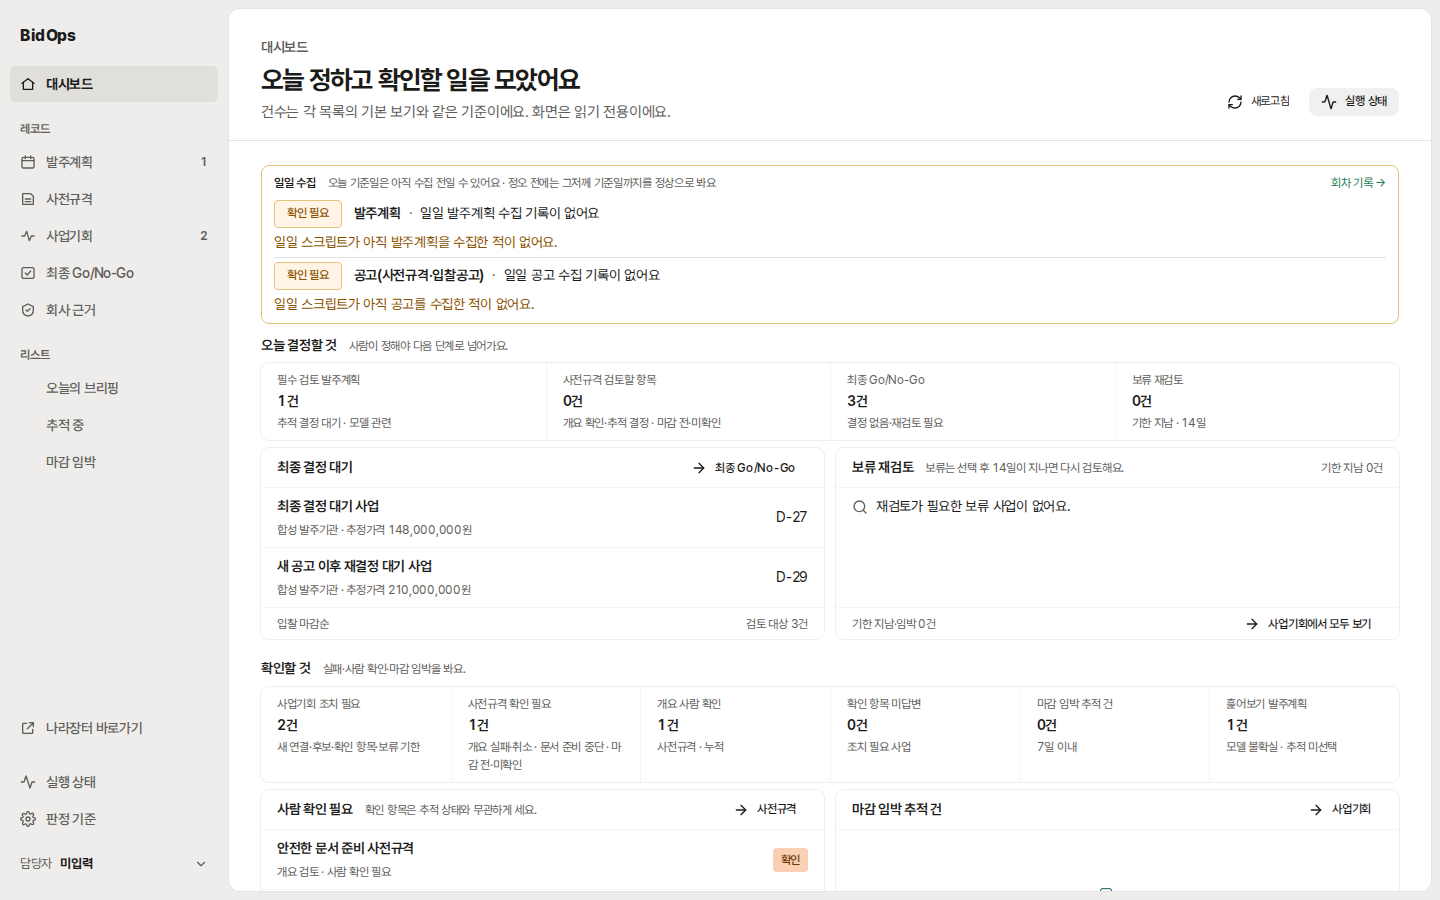 BidOps
대시보드
레코드
발주계획 1
사전규격
사업기회 2
최종 Go/No-Go
회사 근거
리스트
오늘의 브리핑
추적 중
마감 임박
나라장터 바로가기
실행 상태
판정 기준
담당자 미입력
대시보드
오늘 정하고 확인할 일을 모았어요
건수는 각 목록의 기본 보기와 같은 기준이에요. 화면은 읽기 전용이에요.
새로고침 실행 상태
일일 수집 오늘 기준일은 아직 수집 전일 수 있어요 · 정오 전에는 그저께 기준일까지를 정상으로 봐요 회차 기록 →
확인 필요 발주계획 · 일일 발주계획 수집 기록이 없어요
일일 스크립트가 아직 발주계획을 수집한 적이 없어요.
확인 필요 공고(사전규격·입찰공고) · 일일 공고 수집 기록이 없어요
일일 스크립트가 아직 공고를 수집한 적이 없어요.
오늘 결정할 것 사람이 정해야 다음 단계로 넘어가요.
필수 검토 발주계획
1건
추적 결정 대기 · 모델 관련
사전규격 검토할 항목
0건
개요 확인·추적 결정 · 마감 전·미확인
최종 Go/No-Go
3건
결정 없음·재검토 필요
보류 재검토
0건
기한 지남 · 14일
최종 결정 대기 → 최종 Go/No-Go
최종 결정 대기 사업
합성 발주기관 · 추정가격 148,000,000원
D-27
새 공고 이후 재결정 대기 사업
합성 발주기관 · 추정가격 210,000,000원
D-29
입찰 마감순 검토 대상 3건
보류 재검토 보류는 선택 후 14일이 지나면 다시 검토해요. 기한 지남 0건
재검토가 필요한 보류 사업이 없어요.
기한 지남·임박 0건 → 사업기회에서 모두 보기
확인할 것 실패·사람 확인·마감 임박을 봐요.
사업기회 조치 필요
2건
새 연결·후보·확인 항목·보류 기한
사전규격 확인 필요
1건
개요 실패·취소 · 문서 준비 중단 · 마
감 전·미확인
개요 사람 확인
1건
사전규격 · 누적
확인 항목 미답변
0건
조치 필요 사업
마감 임박 추적 건
0건
7일 이내
훑어보기 발주계획
1건
모델 불확실 · 추적 미선택
사람 확인 필요 확인 항목은 추적 상태와 무관하게 세요. → 사전규격
안전한 문서 준비 사전규격
개요 검토 · 사람 확인 필요
확인
마감 임박 추적 건 → 사업기회